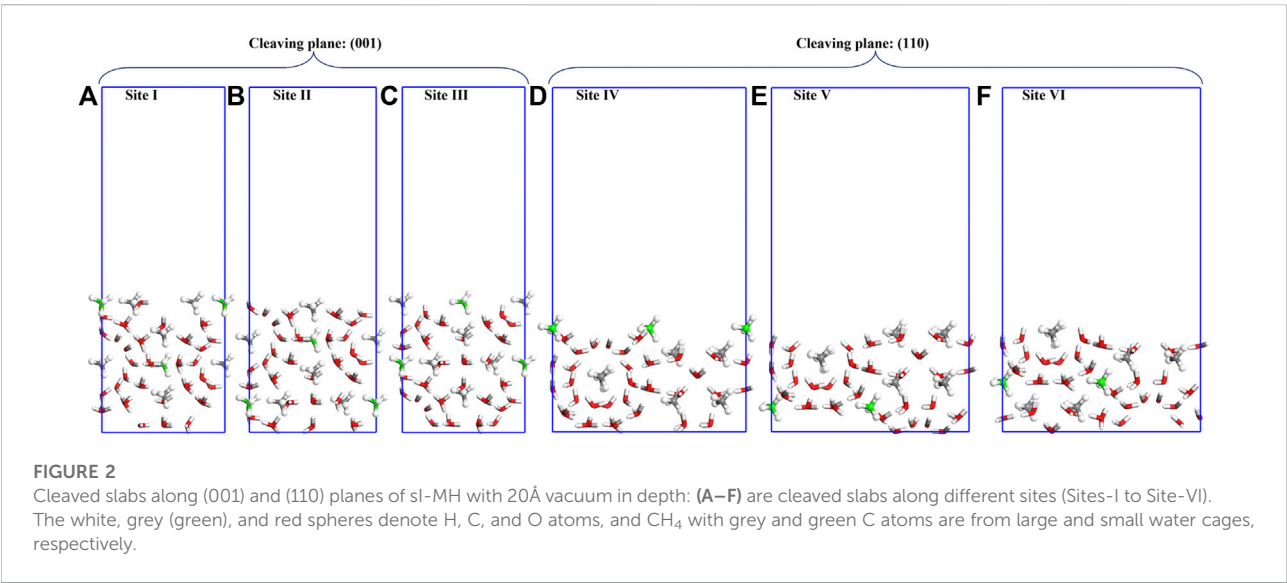 Cleaving plane: (001)
Cleaving plane: (110)
A
Site I
B
Site II
C
Site III
D
Site IV
E
Site V
F
Site VI
FIGURE 2
Cleaved slabs along (001) and (110) planes of sI-MH with 20Å vacuum in depth: (A–F) are cleaved slabs along different sites (Sites-I to Site-VI).
The white, grey (green), and red spheres denote H, C, and O atoms, and CH₄ with grey and green C atoms are from large and small water cages,
respectively.